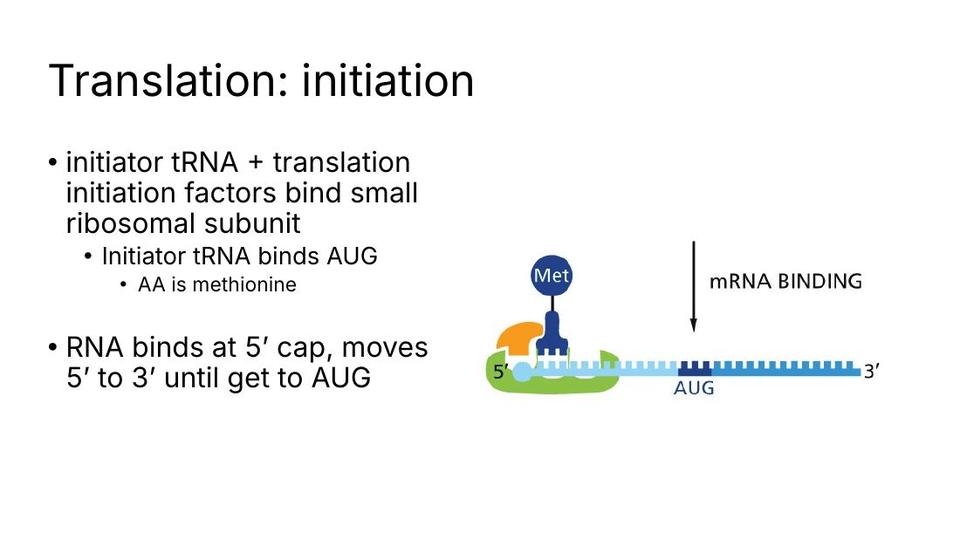 Translation: initiation
• initiator tRNA + translation
initiation factors bind small
ribosomal subunit
• Initiator tRNA binds AUG
• AA is methionine
• RNA binds at 5’ cap, moves
5’ to 3’ until get to AUG
Met
mRNA BINDING
5’
3’
AUG